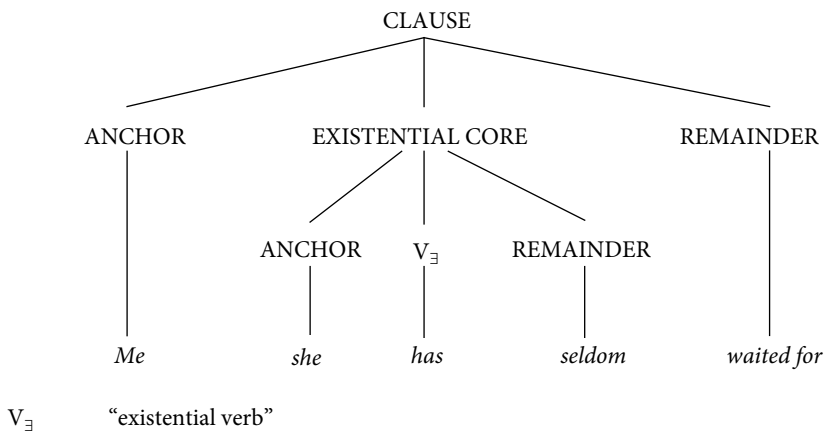 CLAUSE
ANCHOR EXISTENTIAL CORE REMAINDER
ANCHOR V∃ REMAINDER
Me she has seldom waited for
V∃ “existential verb”